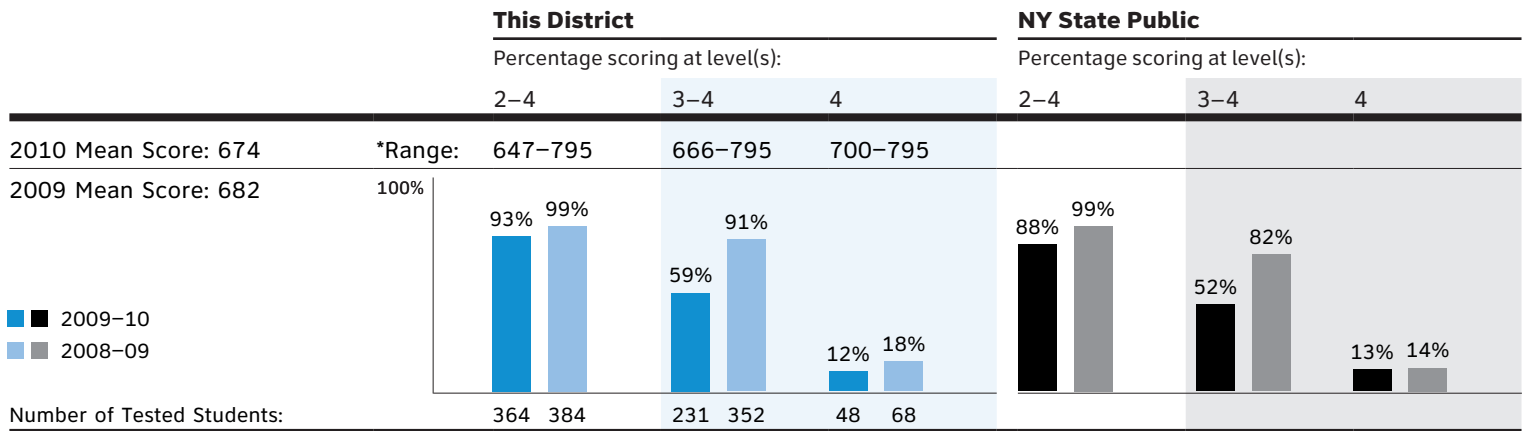 This District NY State Public
Percentage scoring at level(s): Percentage scoring at level(s):
2–4 3–4 4 2–4 3–4 4
2010 Mean Score: 674 *Range: 647–795 666–795 700–795
2009 Mean Score: 682 100%
93% 99% 59% 91% 12% 18% 88% 99% 52% 82% 13% 14%
2009–10
2008–09
Number of Tested Students: 364 384 231 352 48 68